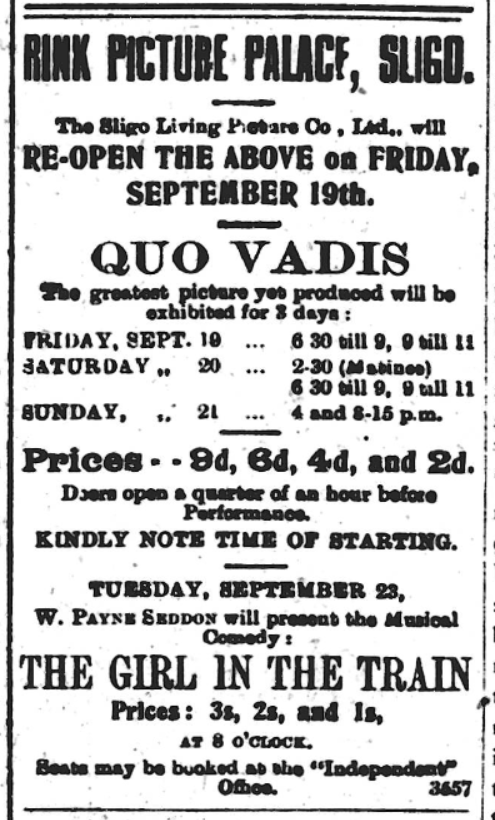 RINK PICTURE PALACE, SLIGO.
The Sligo Living Picture Co , Ltd., will
RE-OPEN THE ABOVE on FRIDAY,
SEPTEMBER 19th.
QUO VADIS
The greatest picture yet produced will be
exhibited for 3 days :
FRIDAY, SEPT. 19 ... 6 30 till 9, 9 till 11
SATURDAY „ 20 ... 2-30 (Matinee)
6 30 till 9, 9 till 11
SUNDAY, „ 21 ... 4 and 8-15 p.m.
Prices - - 9d, 6d, 4d, and 2d.
Doors open a quarter of an hour before
Performance.
KINDLY NOTE TIME OF STARTING.
TUESDAY, SEPTEMBER 23,
W. PAYNE SEDDON will present the Musical
Comedy :
THE GIRL IN THE TRAIN
Prices : 3s, 2s, and 1s,
AT 8 O'CLOCK.
Seats may be booked at the "Independent"
Office. 3457